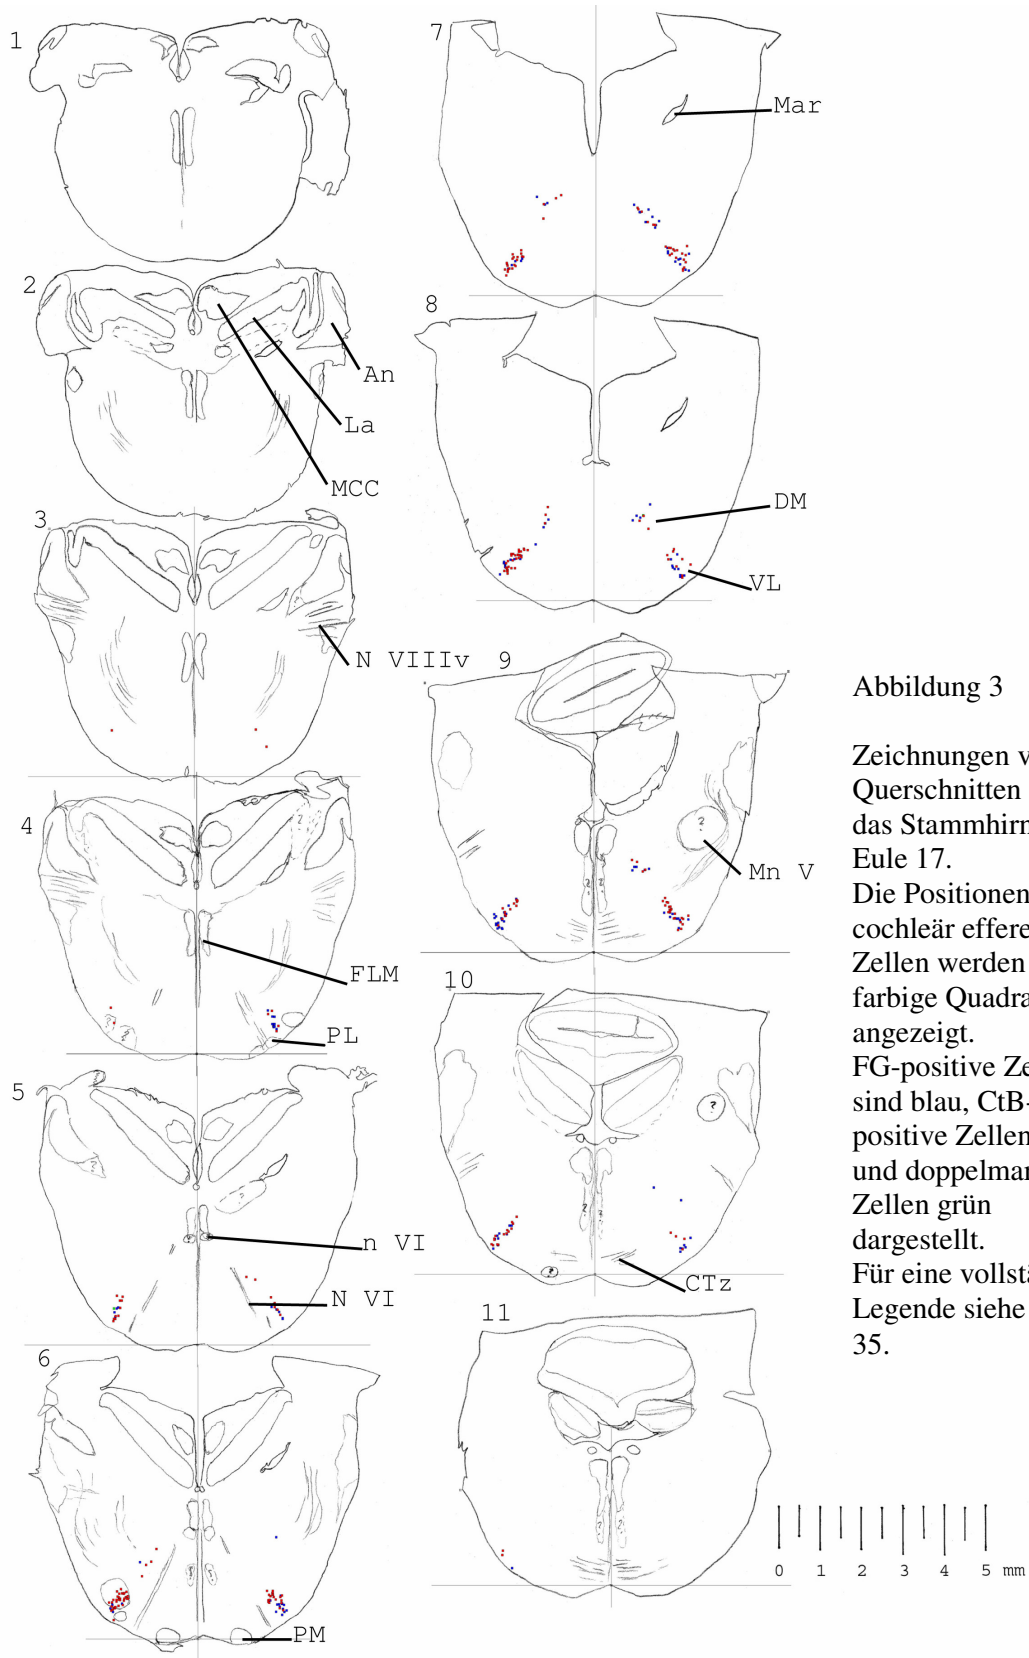 1
2
An
La
MCC
3
N VIIIv
4
FLM
PL
5
n VI
N VI
6
PM
7
Mar
8
DM
VL
9
?
Mn V
10
?
?
CTz
11
0 1 2 3 4 5 mm
Abbildung 3
Zeichnungen v
Querschnitten
das Stammhirn
Eule 17.
Die Positionen
cochleär effere
Zellen werden
farbige Quadra
angezeigt.
FG-positive Ze
sind blau, CtB-
positive Zellen
und doppelmar
Zellen grün
dargestellt.
Für eine vollstä
Legende siehe
35.